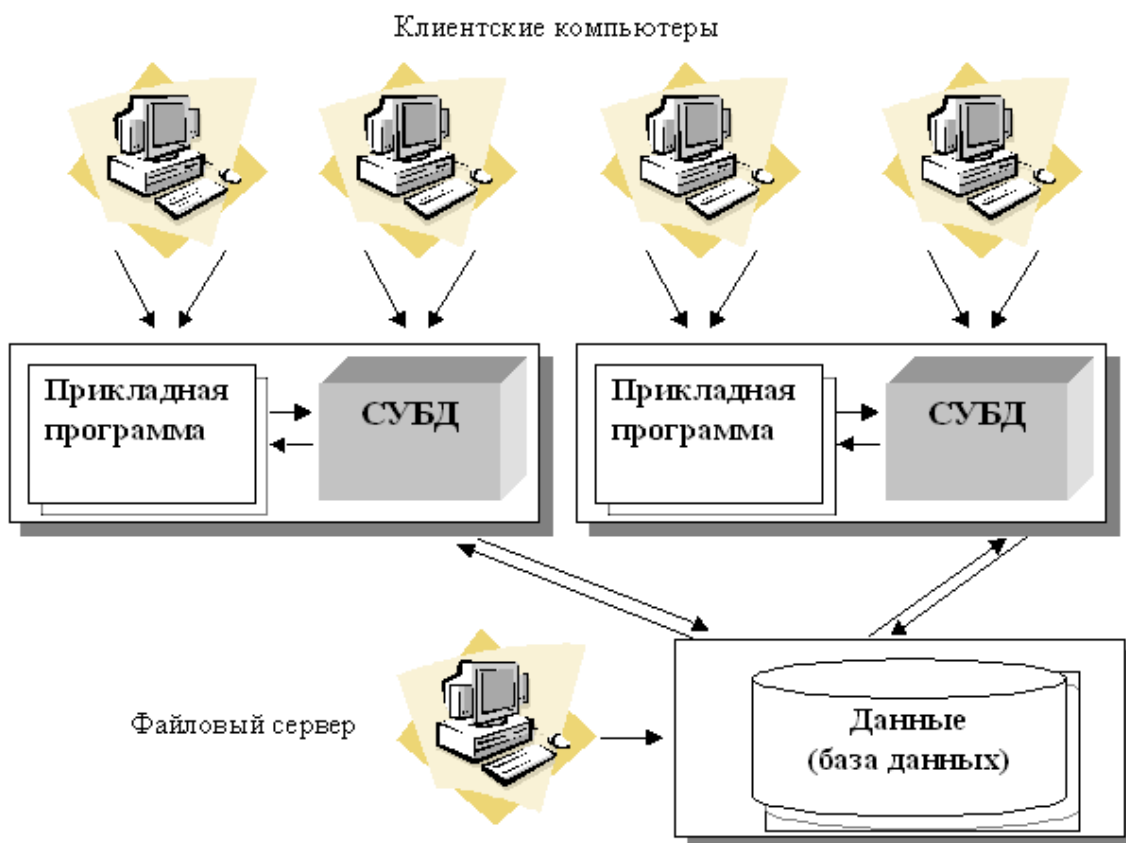 Клиентские компьютеры
Прикладная
программа
СУБД
Прикладная
программа
СУБД
Файловый сервер
Данные
(база данных)